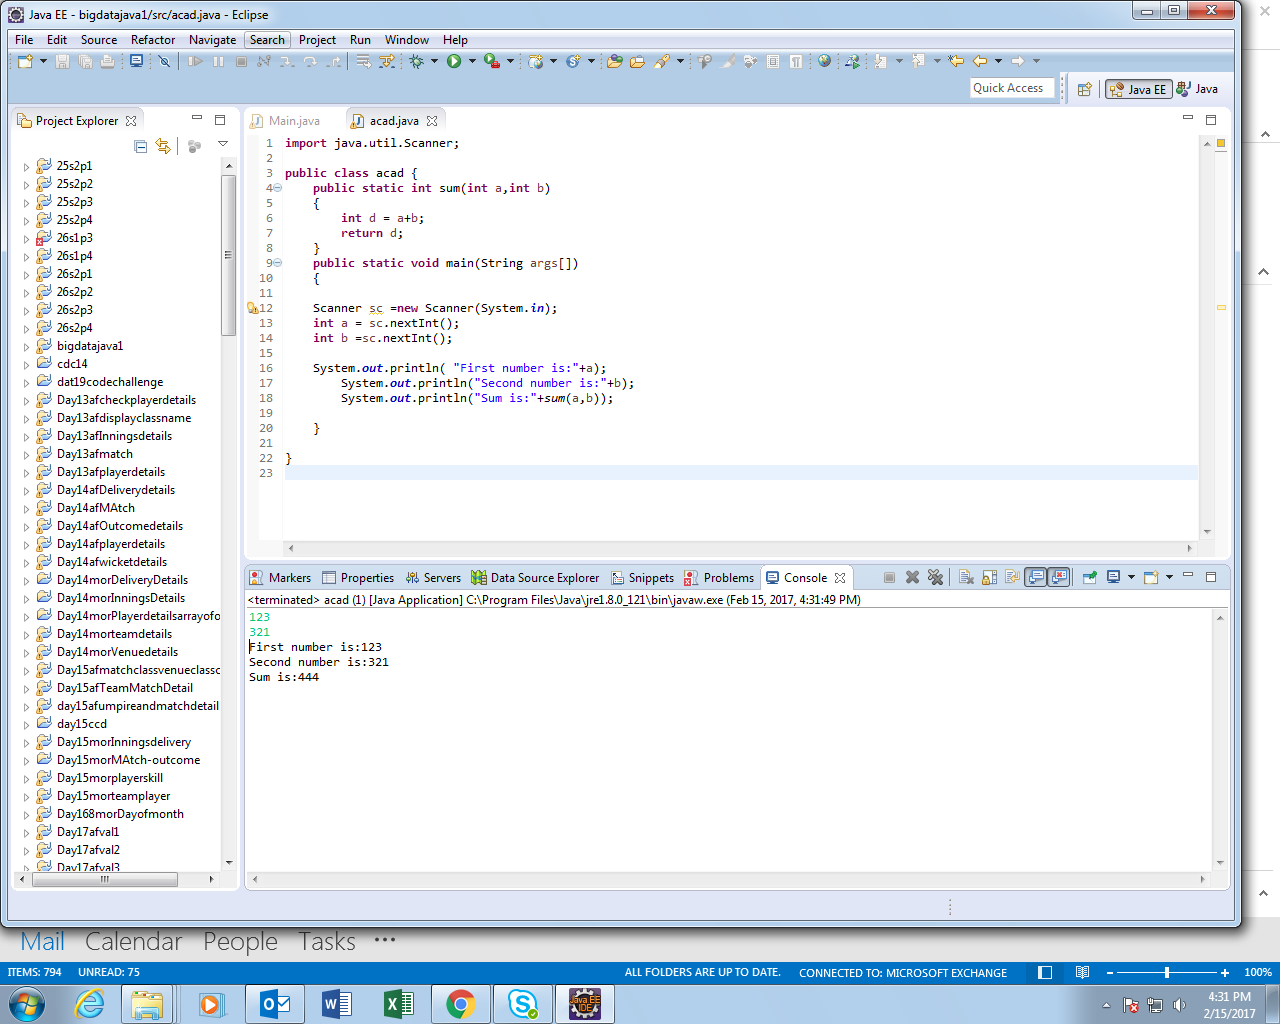 Java EE - bigdatajava1/src/acad.java - Eclipse
File Edit Source Refactor Navigate Search Project Run Window Help
Quick Access Java EE Java
Project Explorer
25s2p1
25s2p2
25s2p3
25s2p4
26s1p3
26s1p4
26s2p1
26s2p2
26s2p3
26s2p4
bigdatajava1
cdc14
dat19codechallenge
Day13afcheckplayerdetails
Day13afdisplayclassname
Day13afInningsdetails
Day13afmatch
Day13afplayerdetails
Day14afDeliverydetails
Day14afMAtch
Day14afOutcomedetails
Day14afplayerdetails
Day14afwicketdetails
Day14morDeliveryDetails
Day14morInningsDetails
Day14morPlayerdetailsarrayofo
Day14morteamdetails
Day14morVenuedetails
Day15afmatchclassvenueclassc
Day15afTeamMatchDetail
day15afumpireandmatchdetail
day15ccd
Day15morInningsdelivery
Day15morMAtch-outcome
Day15morplayerskill
Day15morteamplayer
Day168morDayofmonth
Day17afval1
Day17afval2
Day17afval3
Main.java acad.java
1 import java.util.Scanner;
2
3 public class acad {
4 public static int sum(int a,int b)
5 {
6 int d = a+b;
7 return d;
8 }
9 public static void main(String args[])
10 {
11
12 Scanner sc =new Scanner(System.in);
13 int a = sc.nextInt();
14 int b =sc.nextInt();
15
16 System.out.println( "First number is:"+a);
17 System.out.println("Second number is:"+b);
18 System.out.println("Sum is:"+sum(a,b));
19
20 }
21
22 }
23
Markers Properties Servers Data Source Explorer Snippets Problems Console
<terminated> acad (1) [Java Application] C:\Program Files\Java\jre1.8.0_121\bin\javaw.exe (Feb 15, 2017, 4:31:49 PM)
123
321
First number is:123
Second number is:321
Sum is:444
Mail Calendar People Tasks ···
ITEMS: 794 UNREAD: 75 ALL FOLDERS ARE UP TO DATE. CONNECTED TO: MICROSOFT EXCHANGE 100%
Java EE
IDE
4:31 PM
2/15/2017